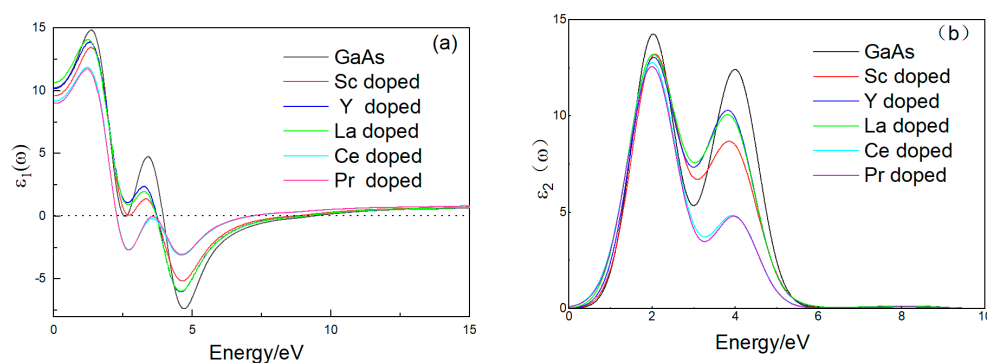 (a)
GaAs
Sc doped
Y doped
La doped
Ce doped
Pr doped
15
10
5
0
-5
ε₁(ω)
0
5
10
15
Energy/eV
(b)
GaAs
Sc doped
Y doped
La doped
Ce doped
Pr doped
15
10
5
0
ε₂ (ω)
0
2
4
6
8
10
Energy/eV